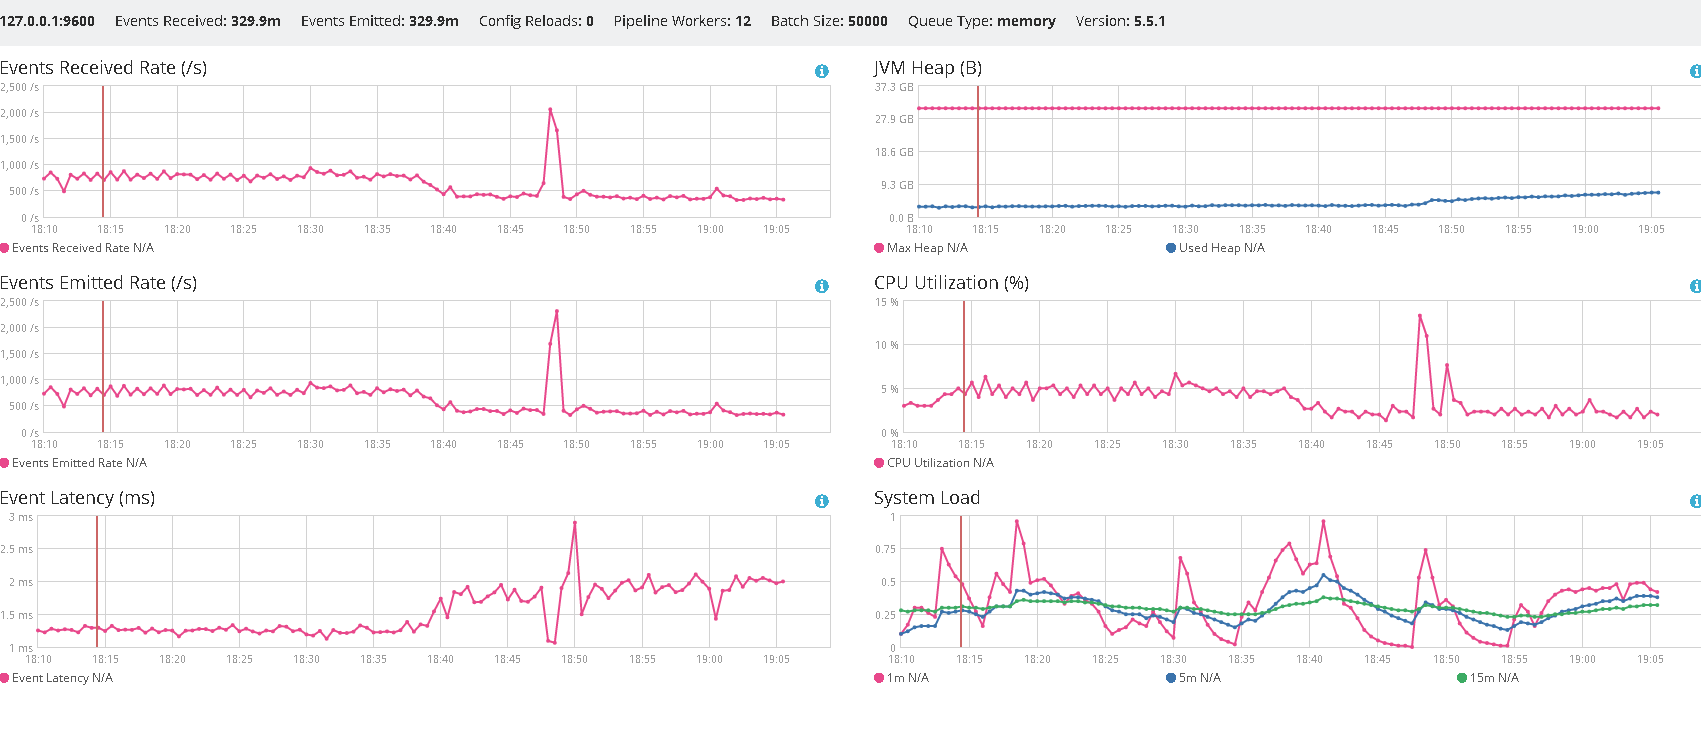 127.0.0.1:9600 Events Received: 329.9m Events Emitted: 329.9m Config Reloads: 0 Pipeline Workers: 12 Batch Size: 50000 Queue Type: memory Version: 5.5.1
Events Received Rate (/s)
2,500 /s
2,000 /s
1,500 /s
1,000 /s
500 /s
0 /s
18:10 18:15 18:20 18:25 18:30 18:35 18:40 18:45 18:50 18:55 19:00 19:05
Events Received Rate N/A
JVM Heap (B)
37.3 GB
27.9 GB
18.6 GB
9.3 GB
0.0 B
18:10 18:15 18:20 18:25 18:30 18:35 18:40 18:45 18:50 18:55 19:00 19:05
Max Heap N/A Used Heap N/A
Events Emitted Rate (/s)
2,500 /s
2,000 /s
1,500 /s
1,000 /s
500 /s
0 /s
18:10 18:15 18:20 18:25 18:30 18:35 18:40 18:45 18:50 18:55 19:00 19:05
Events Emitted Rate N/A
CPU Utilization (%)
15 %
10 %
5 %
0 %
18:10 18:15 18:20 18:25 18:30 18:35 18:40 18:45 18:50 18:55 19:00 19:05
CPU Utilization N/A
Event Latency (ms)
3 ms
2.5 ms
2 ms
1.5 ms
1 ms
18:10 18:15 18:20 18:25 18:30 18:35 18:40 18:45 18:50 18:55 19:00 19:05
Event Latency N/A
System Load
1
0.75
0.5
0.25
0
18:10 18:15 18:20 18:25 18:30 18:35 18:40 18:45 18:50 18:55 19:00 19:05
1m N/A 5m N/A 15m N/A